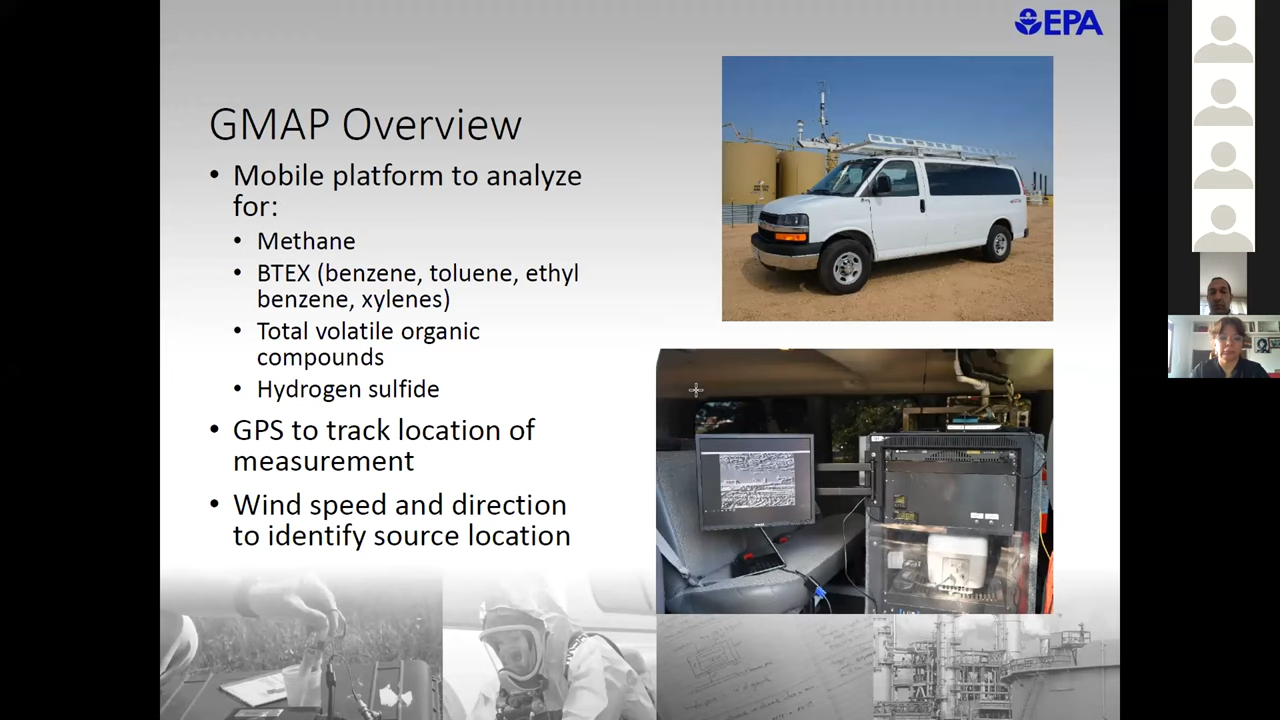 EPA
GMAP Overview
• Mobile platform to analyze
for:
• Methane
• BTEX (benzene, toluene, ethyl
benzene, xylenes)
• Total volatile organic
compounds
• Hydrogen sulfide
• GPS to track location of
measurement
• Wind speed and direction
to identify source location